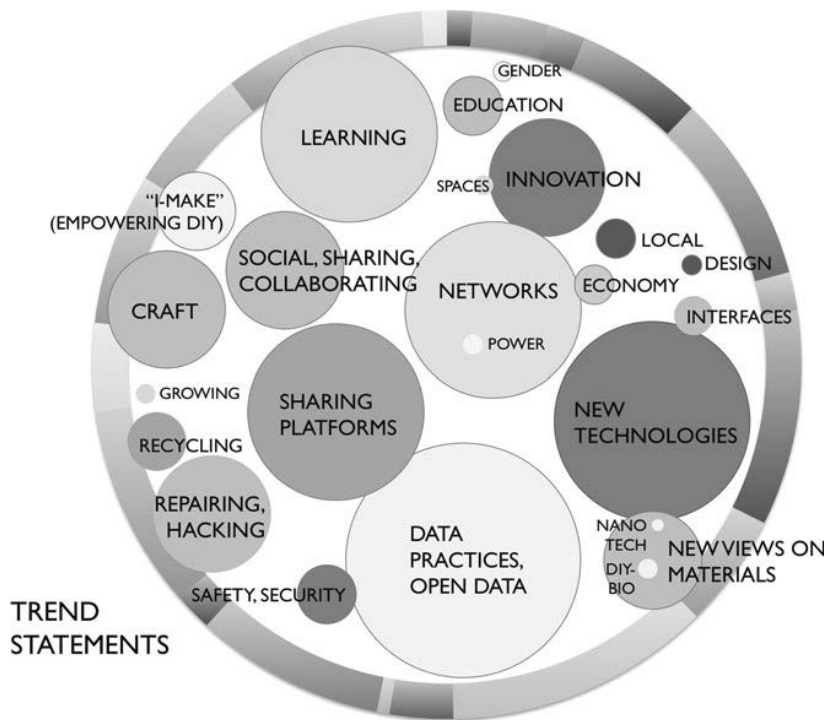 GENDER
EDUCATION
LEARNING
SPACES
INNOVATION
"I-MAKE"
(EMPOWERING DIY)
LOCAL
SOCIAL, SHARING,
COLLABORATING
DESIGN
NETWORKS
ECONOMY
CRAFT
INTERFACES
POWER
GROWING
SHARING
PLATFORMS
NEW
TECHNOLOGIES
RECYCLING
REPAIRING,
HACKING
DATA
PRACTICES,
OPEN DATA
NANO
TECH
DIY-
BIO
NEW VIEWS ON
MATERIALS
SAFETY, SECURITY
TREND
STATEMENTS